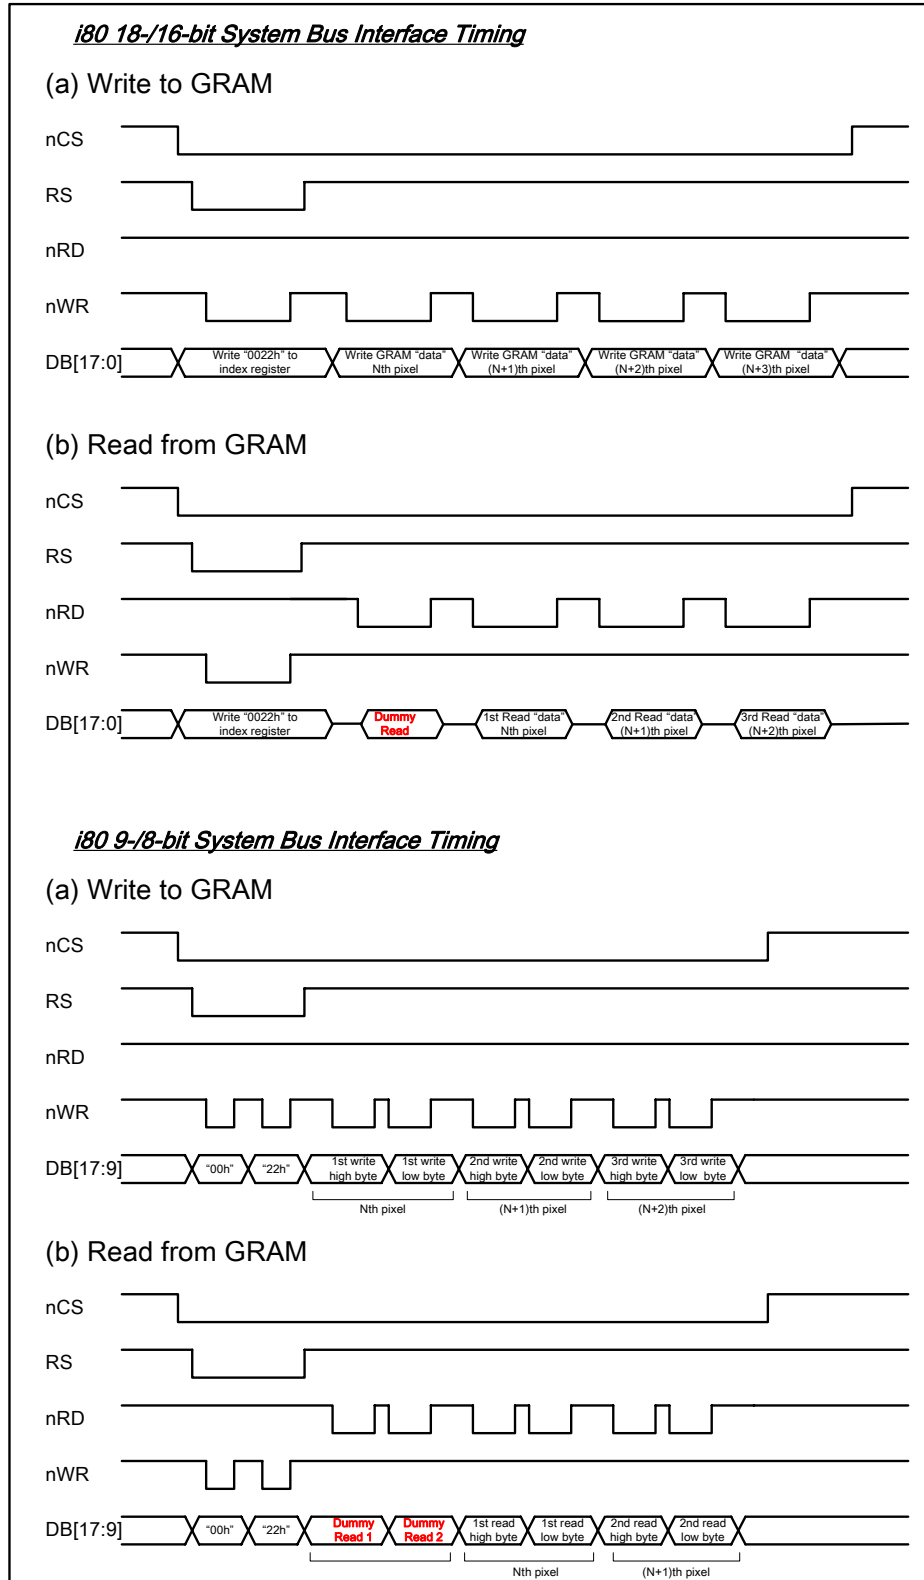 i80 18-/16-bit System Bus Interface Timing
(a) Write to GRAM
nCS
RS
nRD
nWR
DB[17:0]
Write “0022h” to
index register
Write GRAM “data”
Nth pixel
Write GRAM “data”
(N+1)th pixel
Write GRAM “data”
(N+2)th pixel
Write GRAM “data”
(N+3)th pixel
(b) Read from GRAM
nCS
RS
nRD
nWR
DB[17:0]
Write “0022h” to
index register
Dummy
Read
1st Read “data”
Nth pixel
2nd Read “data”
(N+1)th pixel
3rd Read “data”
(N+2)th pixel
i80 9-/8-bit System Bus Interface Timing
(a) Write to GRAM
nCS
RS
nRD
nWR
DB[17:9]
“00h”
“22h”
1st write
high byte
1st write
low byte
2nd write
high byte
2nd write
low byte
3rd write
high byte
3rd write
low byte
Nth pixel
(N+1)th pixel
(N+2)th pixel
(b) Read from GRAM
nCS
RS
nRD
nWR
DB[17:9]
“00h”
“22h”
Dummy
Read 1
Dummy
Read 2
1st read
high byte
1st read
low byte
2nd read
high byte
2nd read
low byte
Nth pixel
(N+1)th pixel